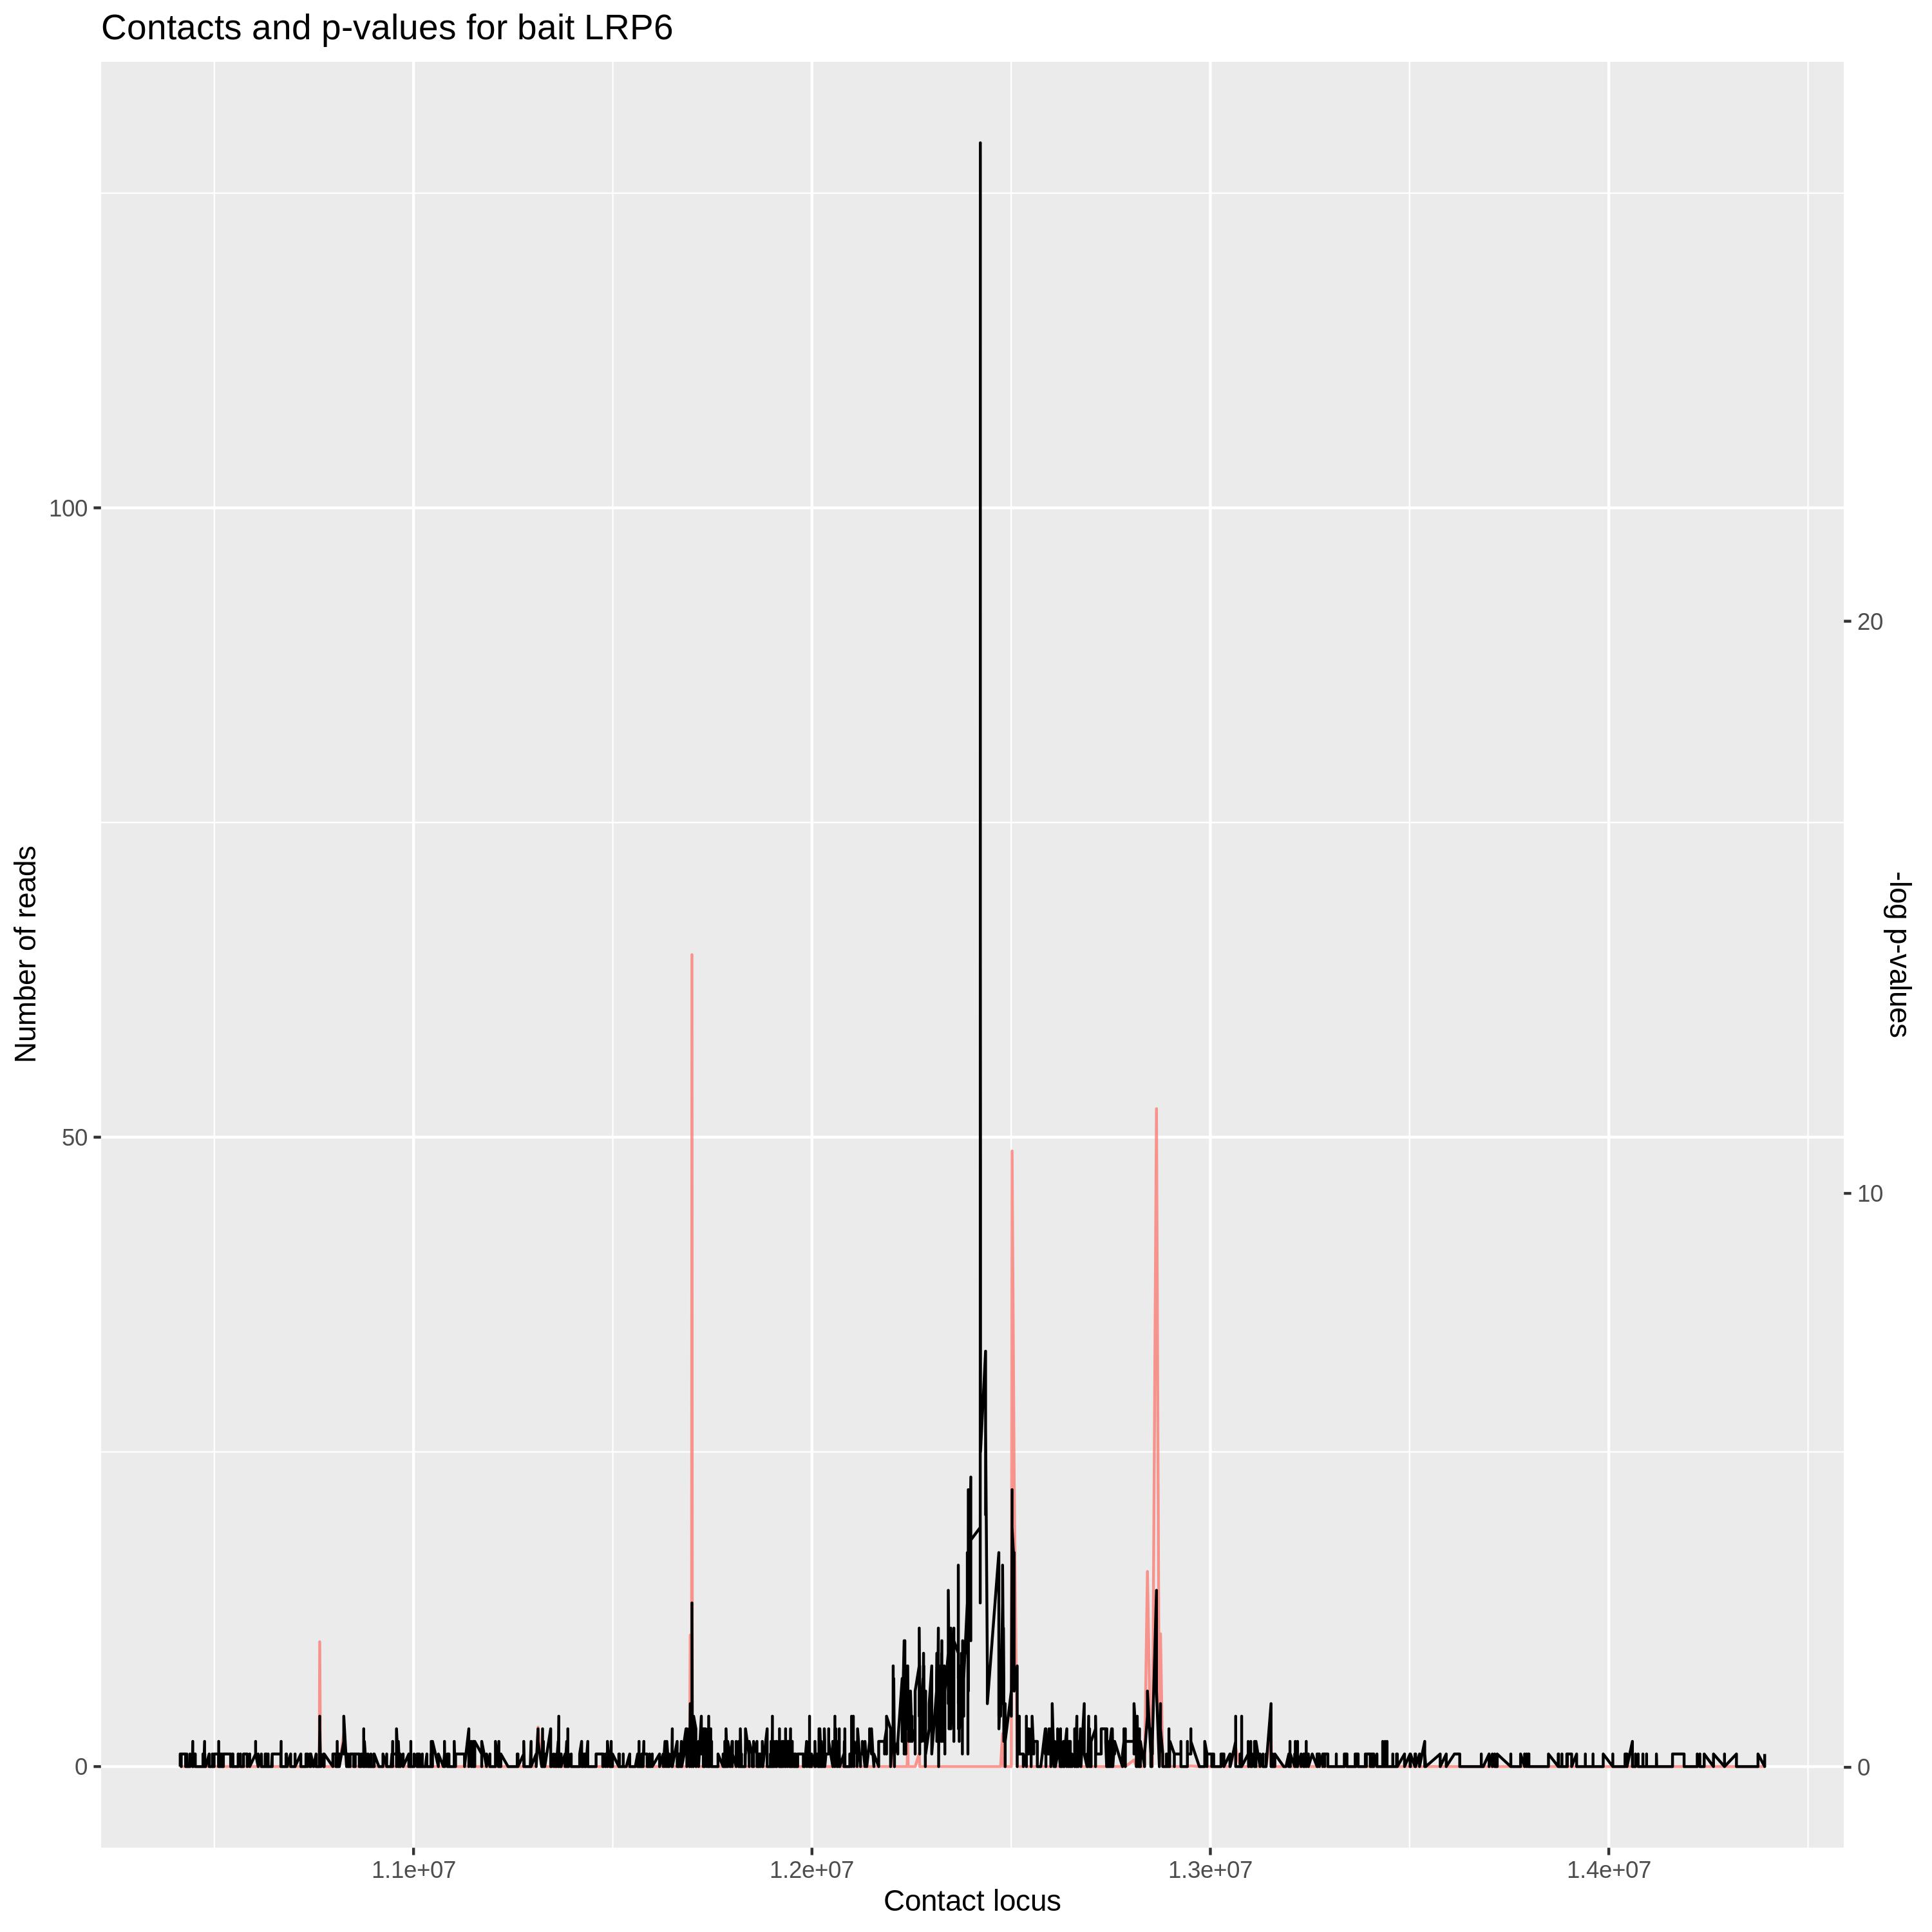 Contacts and p-values for bait LRP6
Number of reads
100
50
0
20
10
0
-log p-values
1.1e+07 1.2e+07 1.3e+07 1.4e+07
Contact locus